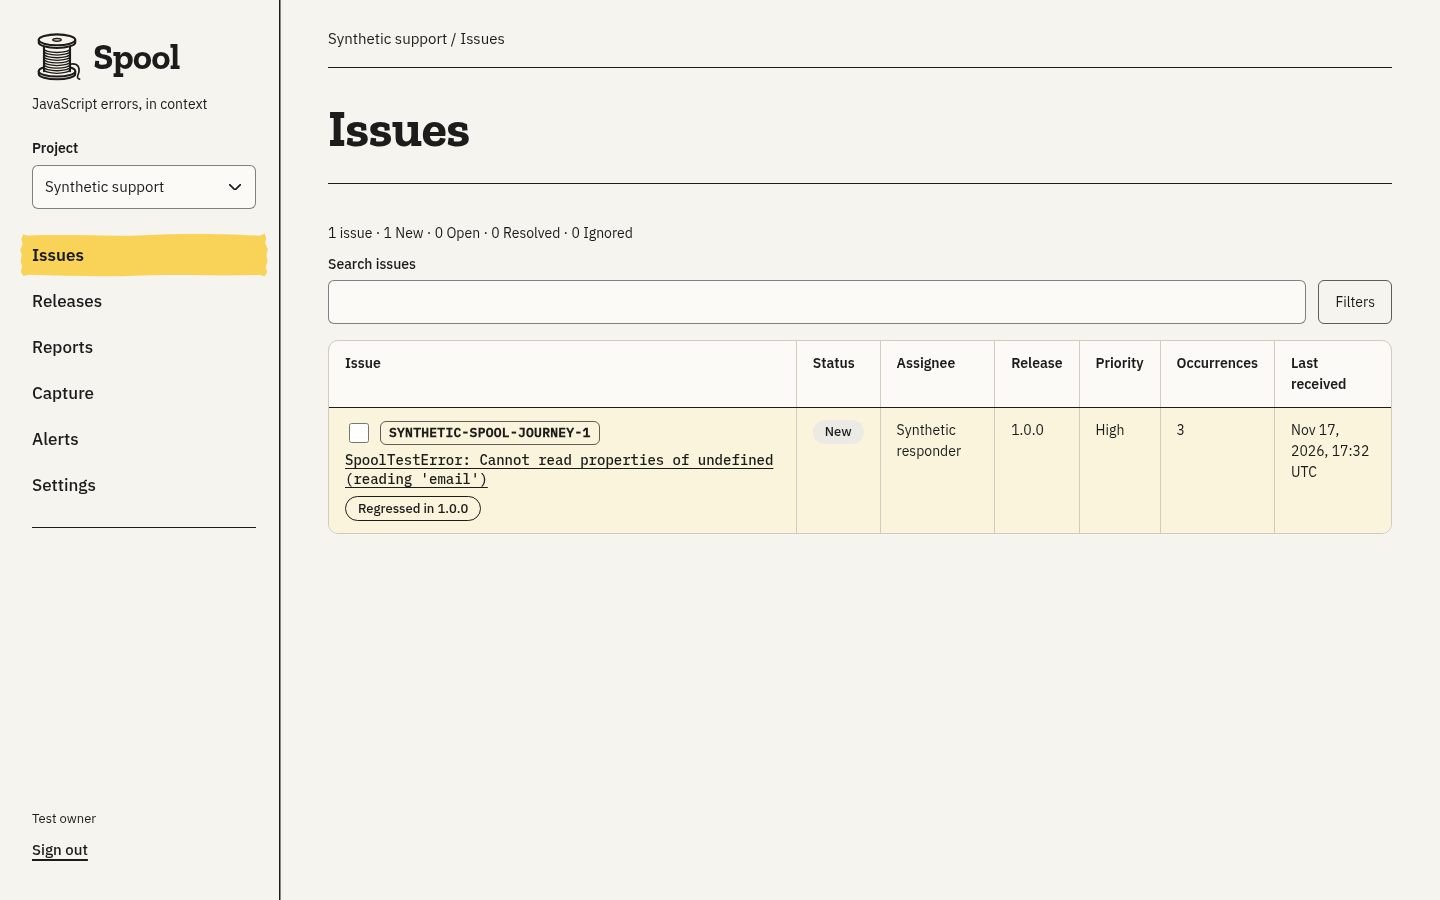 Spool
JavaScript errors, in context
Project
Synthetic support
Issues
Releases
Reports
Capture
Alerts
Settings
Test owner
Sign out
Synthetic support / Issues
Issues
1 issue · 1 New · 0 Open · 0 Resolved · 0 Ignored
Search issues
Filters
Issue Status Assignee Release Priority Occurrences Last
received
SYNTHETIC-SPOOL-JOURNEY-1 New Synthetic 1.0.0 High 3 Nov 17,
responder 2026, 17:32
SpoolTestError: Cannot read properties of undefined UTC
(reading 'email')
Regressed in 1.0.0